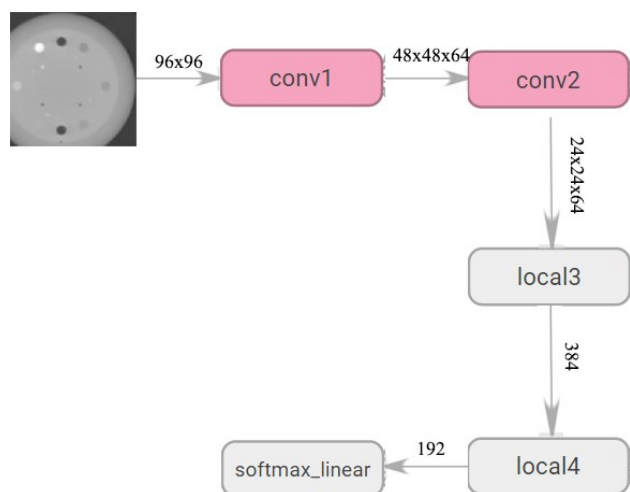 96x96
conv1
48x48x64
conv2
24x24x64
local3
384
local4
192
softmax_linear